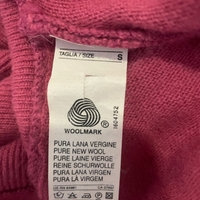 TAGLIA / SIZE S
WOOLMARK
PURA LANA VERGINE
PURE NEW WOOL
PURE LAINE VIERGE
REINE SCHURWOLLE
PURA LANA VIRGEN
PURA LÃ VIRGEM